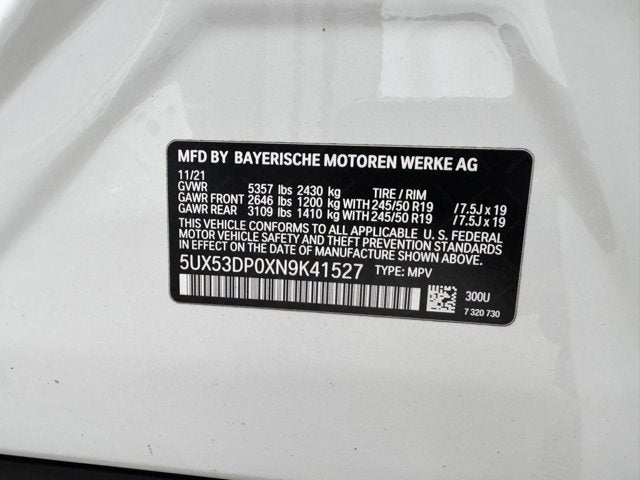 MFD BY BAYERISCHE MOTOREN WERKE AG
11/21
GVWR 5357 lbs 2430 kg TIRE / RIM
GAWR FRONT 2646 lbs 1200 kg WITH 245/50 R19 / 7.5J x 19
GAWR REAR 3109 lbs 1410 kg WITH 245/50 R19 / 7.5J x 19
THIS VEHICLE CONFORMS TO ALL APPLICABLE U. S. FEDERAL
MOTOR VEHICLE SAFETY, BUMPER AND THEFT PREVENTION STANDARDS
IN EFFECT ON THE DATE OF MANUFACTURE SHOWN ABOVE.
5UX53DP0XN9K41527 TYPE: MPV
300U
7 320 730